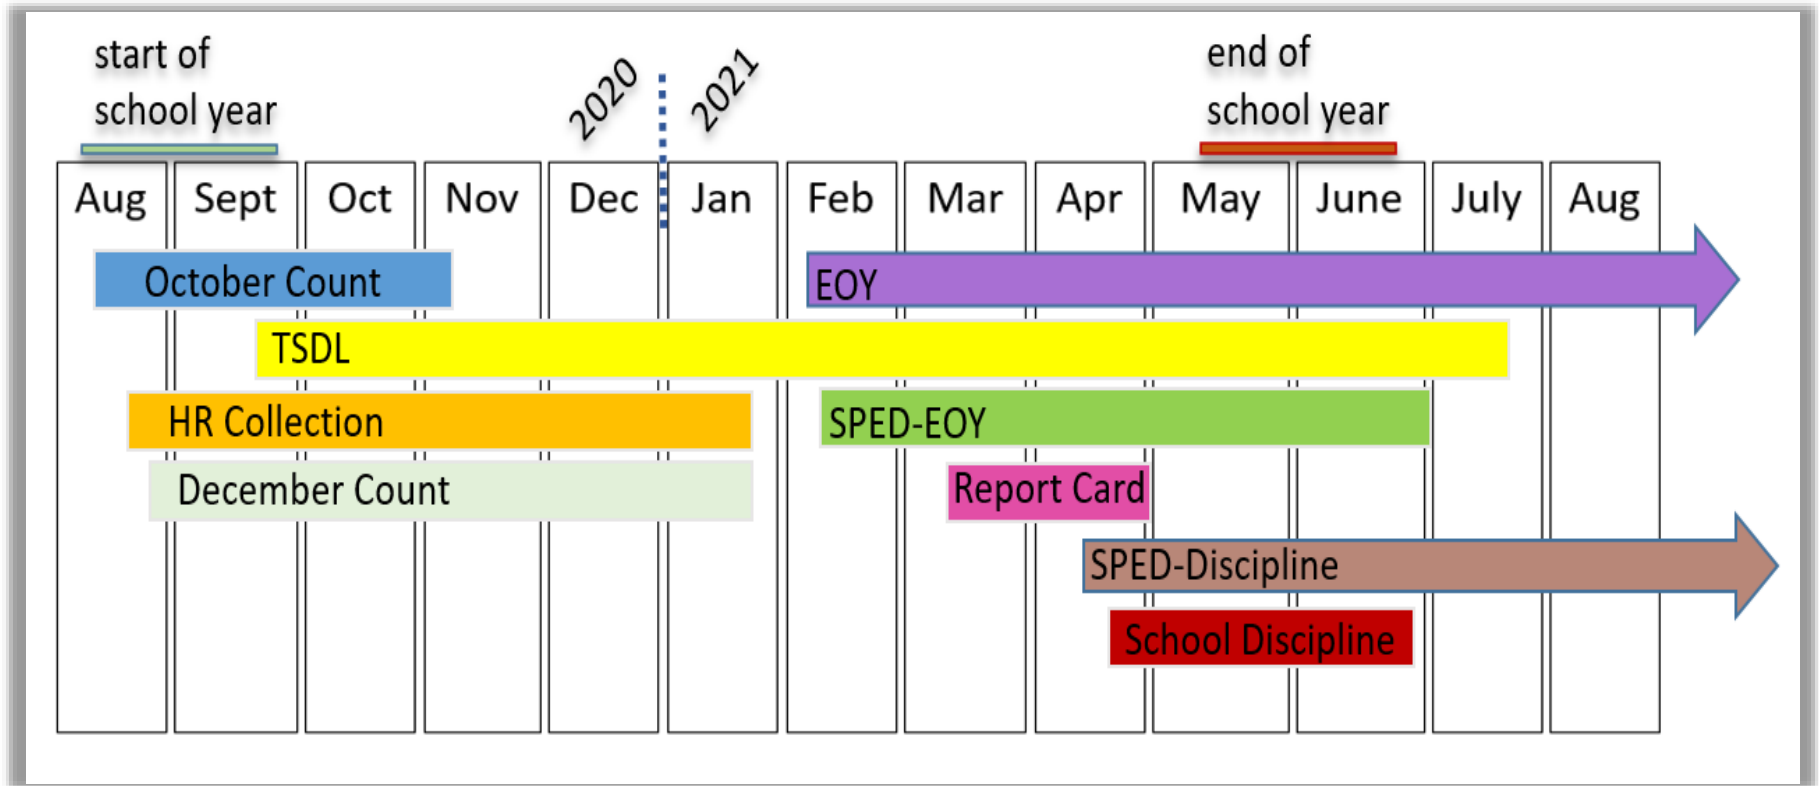 start of
school year
2020
2021
end of
school year
Aug Sept Oct Nov Dec Jan Feb Mar Apr May June July Aug
October Count
EOY
TSDL
HR Collection
SPED-EOY
December Count
Report Card
SPED-Discipline
School Discipline